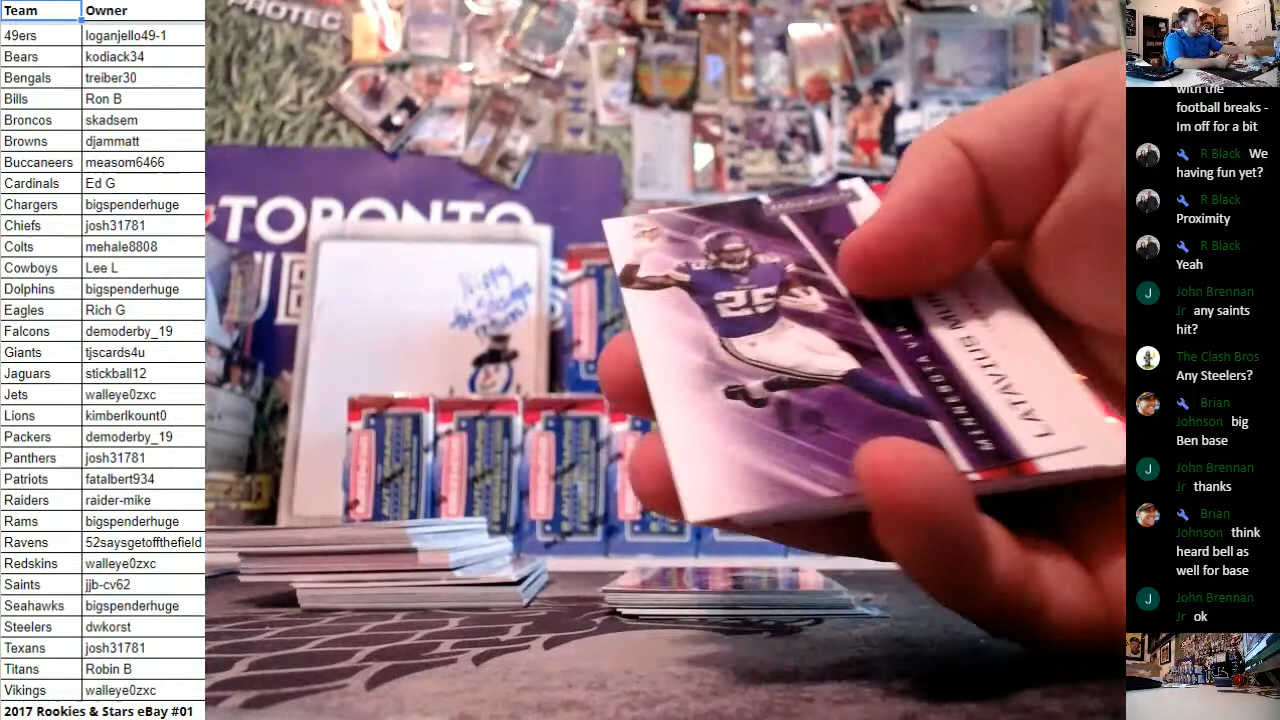 Team Owner
49ers loganjello49-1
Bears kodiack34
Bengals treiber30
Bills Ron B
Broncos skadsem
Browns djammatt
Buccaneers measom6466
Cardinals Ed G
Chargers bigspenderhuge
Chiefs josh31781
Colts mehale8808
Cowboys Lee L
Dolphins bigspenderhuge
Eagles Rich G
Falcons demoderby_19
Giants tjscards4u
Jaguars stickball12
Jets walleye0zxc
Lions kimberlkount0
Packers demoderby_19
Panthers josh31781
Patriots fatalbert934
Raiders raider-mike
Rams bigspenderhuge
Ravens 52saysgetoffthefield
Redskins walleye0zxc
Saints jjb-cv62
Seahawks bigspenderhuge
Steelers dwkorst
Texans josh31781
Titans Robin B
Vikings walleye0zxc
2017 Rookies & Stars eBay #01
PROTEC
TORONTO
25
LATAVIUS MUR
MINNESOTA VI
with the
football breaks -
Im off for a bit
R Black We
having fun yet?
R Black
Proximity
R Black
Yeah
John Brennan
Jr any saints
hit?
The Clash Bros
Any Steelers?
Brian
Johnson big
Ben base
John Brennan
Jr thanks
Brian
Johnson think
heard bell as
well for base
John Brennan
Jr ok